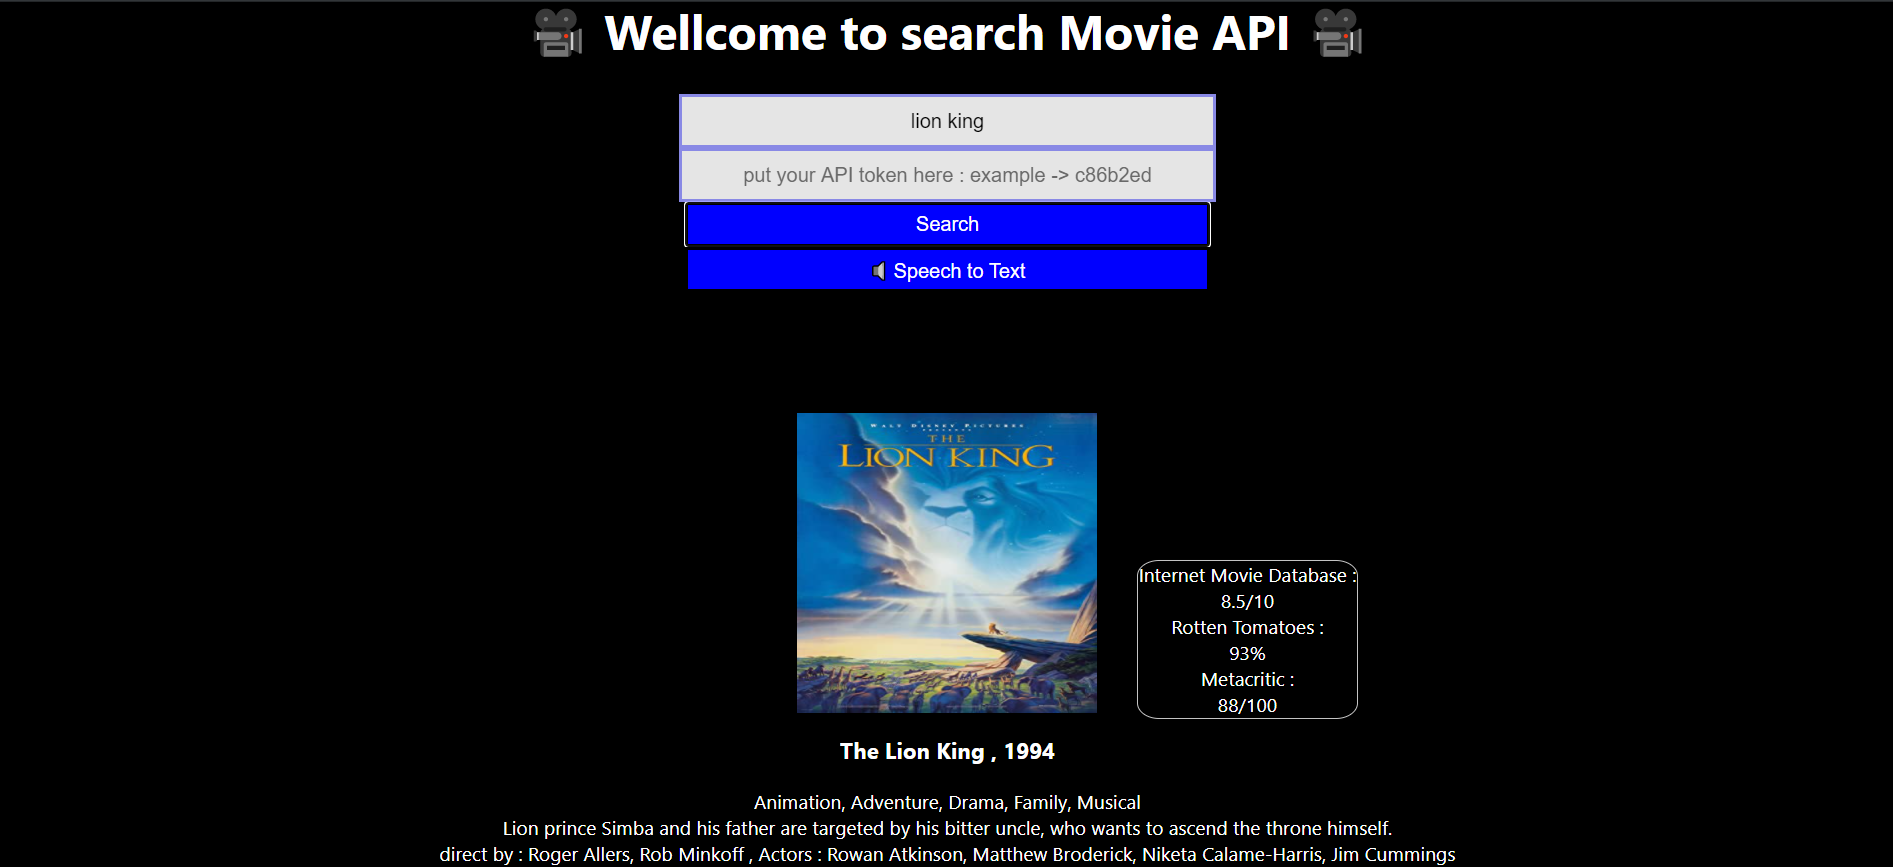 🎥 Wellcome to search Movie API 🎥
lion king
put your API token here : example -> c86b2ed
Search
🔈 Speech to Text
WALT DISNEY PICTURES
PRESENTS
THE
LION KING
Internet Movie Database :
8.5/10
Rotten Tomatoes :
93%
Metacritic :
88/100
The Lion King , 1994
Animation, Adventure, Drama, Family, Musical
Lion prince Simba and his father are targeted by his bitter uncle, who wants to ascend the throne himself.
direct by : Roger Allers, Rob Minkoff , Actors : Rowan Atkinson, Matthew Broderick, Niketa Calame-Harris, Jim Cummings